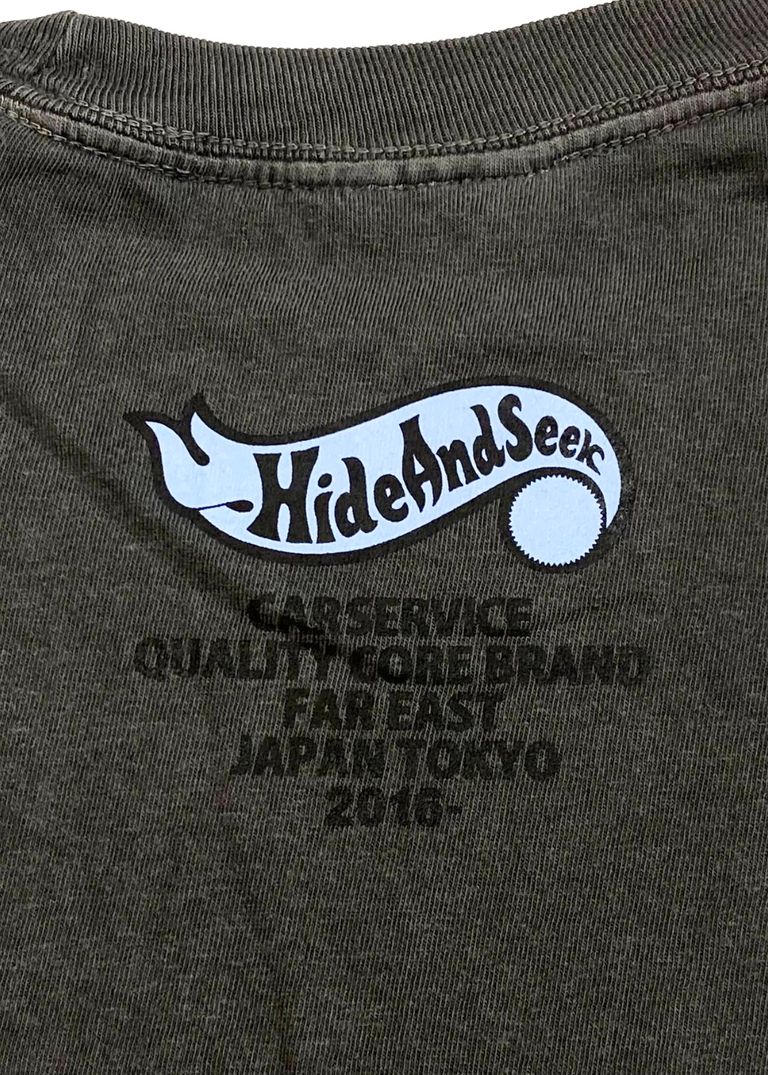 HideAndSeek
CARSERVICE
QUALITY CORE BRAND
FAR EAST
JAPAN TOKYO
2016-